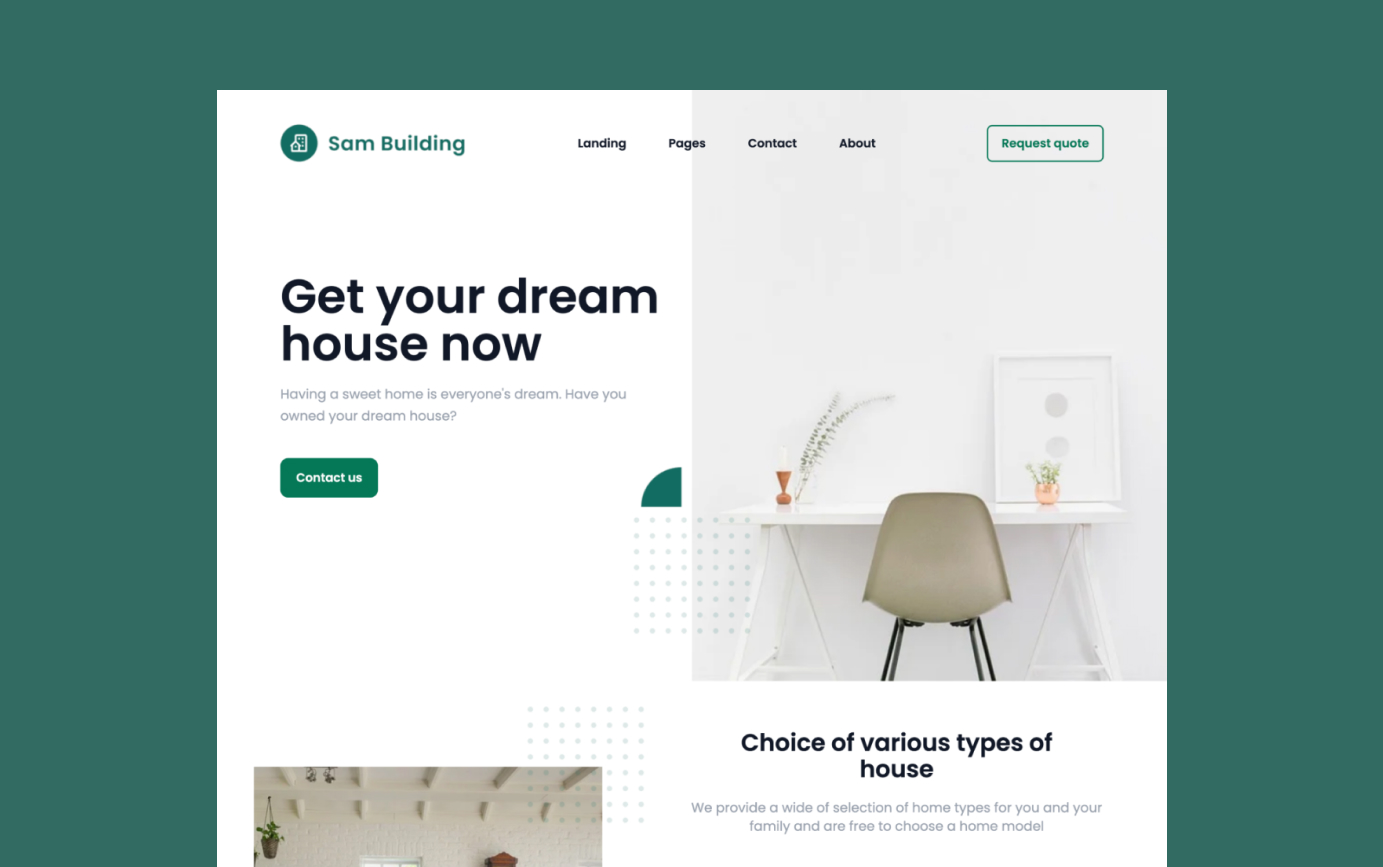 Sam Building
Landing
Pages
Contact
About
Request quote
Get your dream
house now
Having a sweet home is everyone's dream. Have you
owned your dream house?
Contact us
Choice of various types of
house
We provide a wide of selection of home types for you and your
family and are free to choose a home model